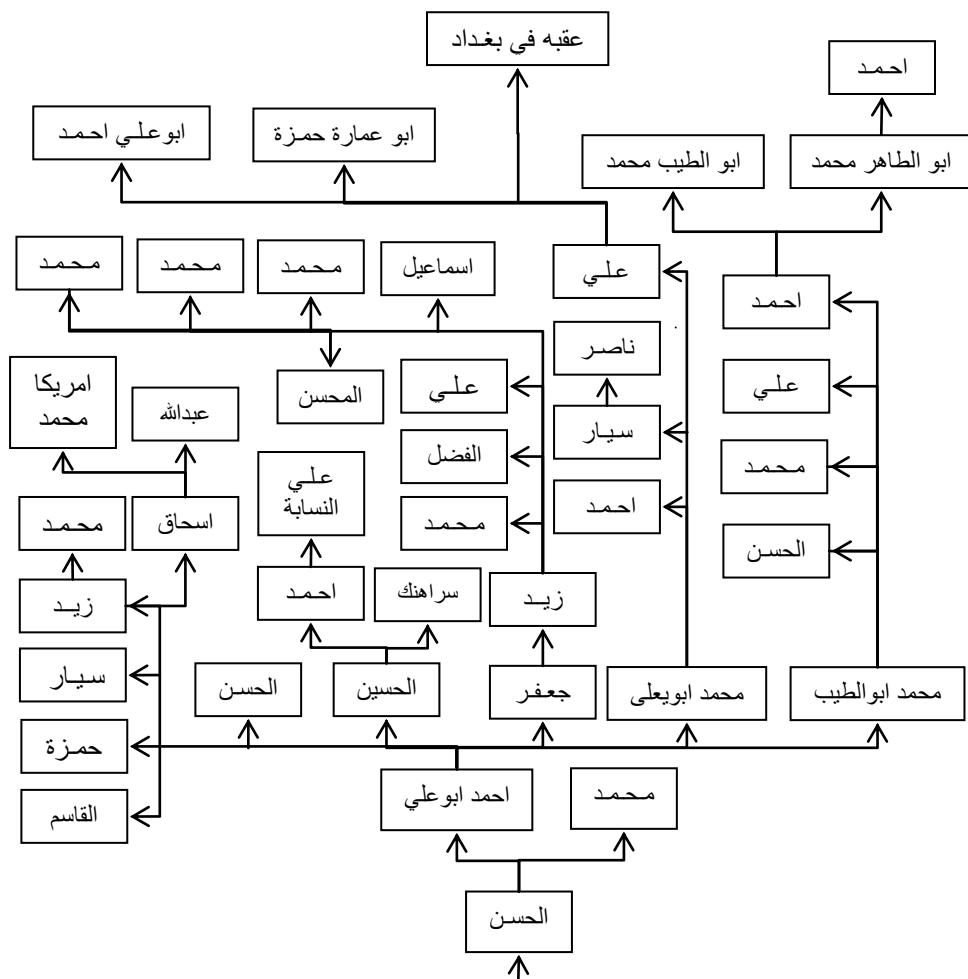 عقبه في بغداد
احمد
ابوعلي احمد
ابو عمارة حمزة
ابو الطيب محمد
ابو الطاهر محمد
محمد
محمد
محمد
اسماعيل
علي
احمد
ناصر
امريكا
محمد
عبدالله
المحسن
علي
سيار
علي
الفضل
محمد
علي
النسابة
محمد
اسحاق
محمد
احمد
الحسن
زيد
احمد
سراهنك
زيد
سيار
الحسن
الحسين
جعفر
محمد ابويعلى
محمد ابوالطيب
حمزة
القاسم
احمد ابوعلي
محمد
الحسن